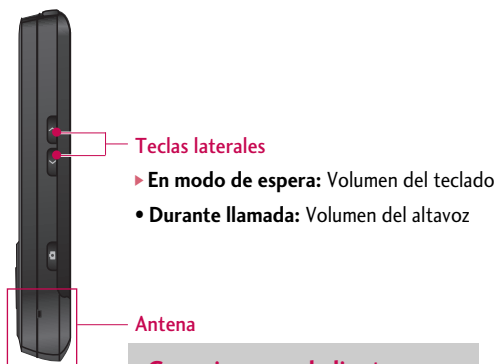 Teclas laterales
▶ En modo de espera: Volumen del teclado
• Durante llamada: Volumen del altavoz
Antena